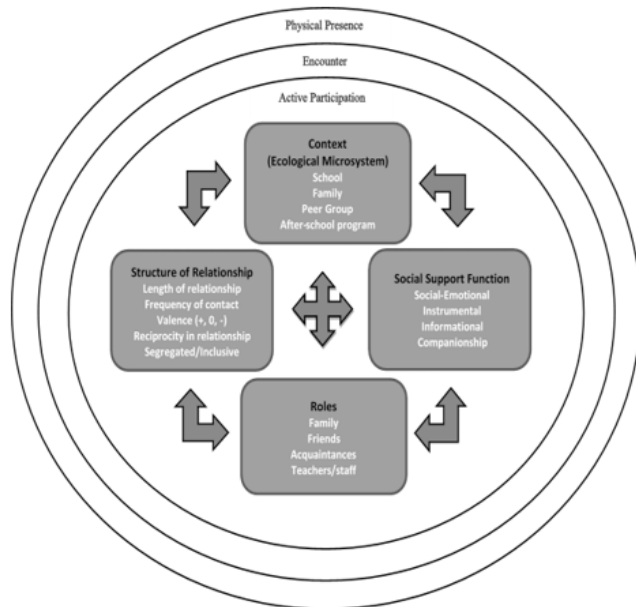 Physical Presence
Encounter
Active Participation
Context
(Ecological Microsystem)
School
Family
Peer Group
After-school program
Structure of Relationship
Length of relationship
Frequency of contact
Valence (+, 0, -)
Reciprocity in relationship
Segregated/Inclusive
Social Support Function
Social-Emotional
Instrumental
Informational
Companionship
Roles
Family
Friends
Acquaintances
Teachers/staff